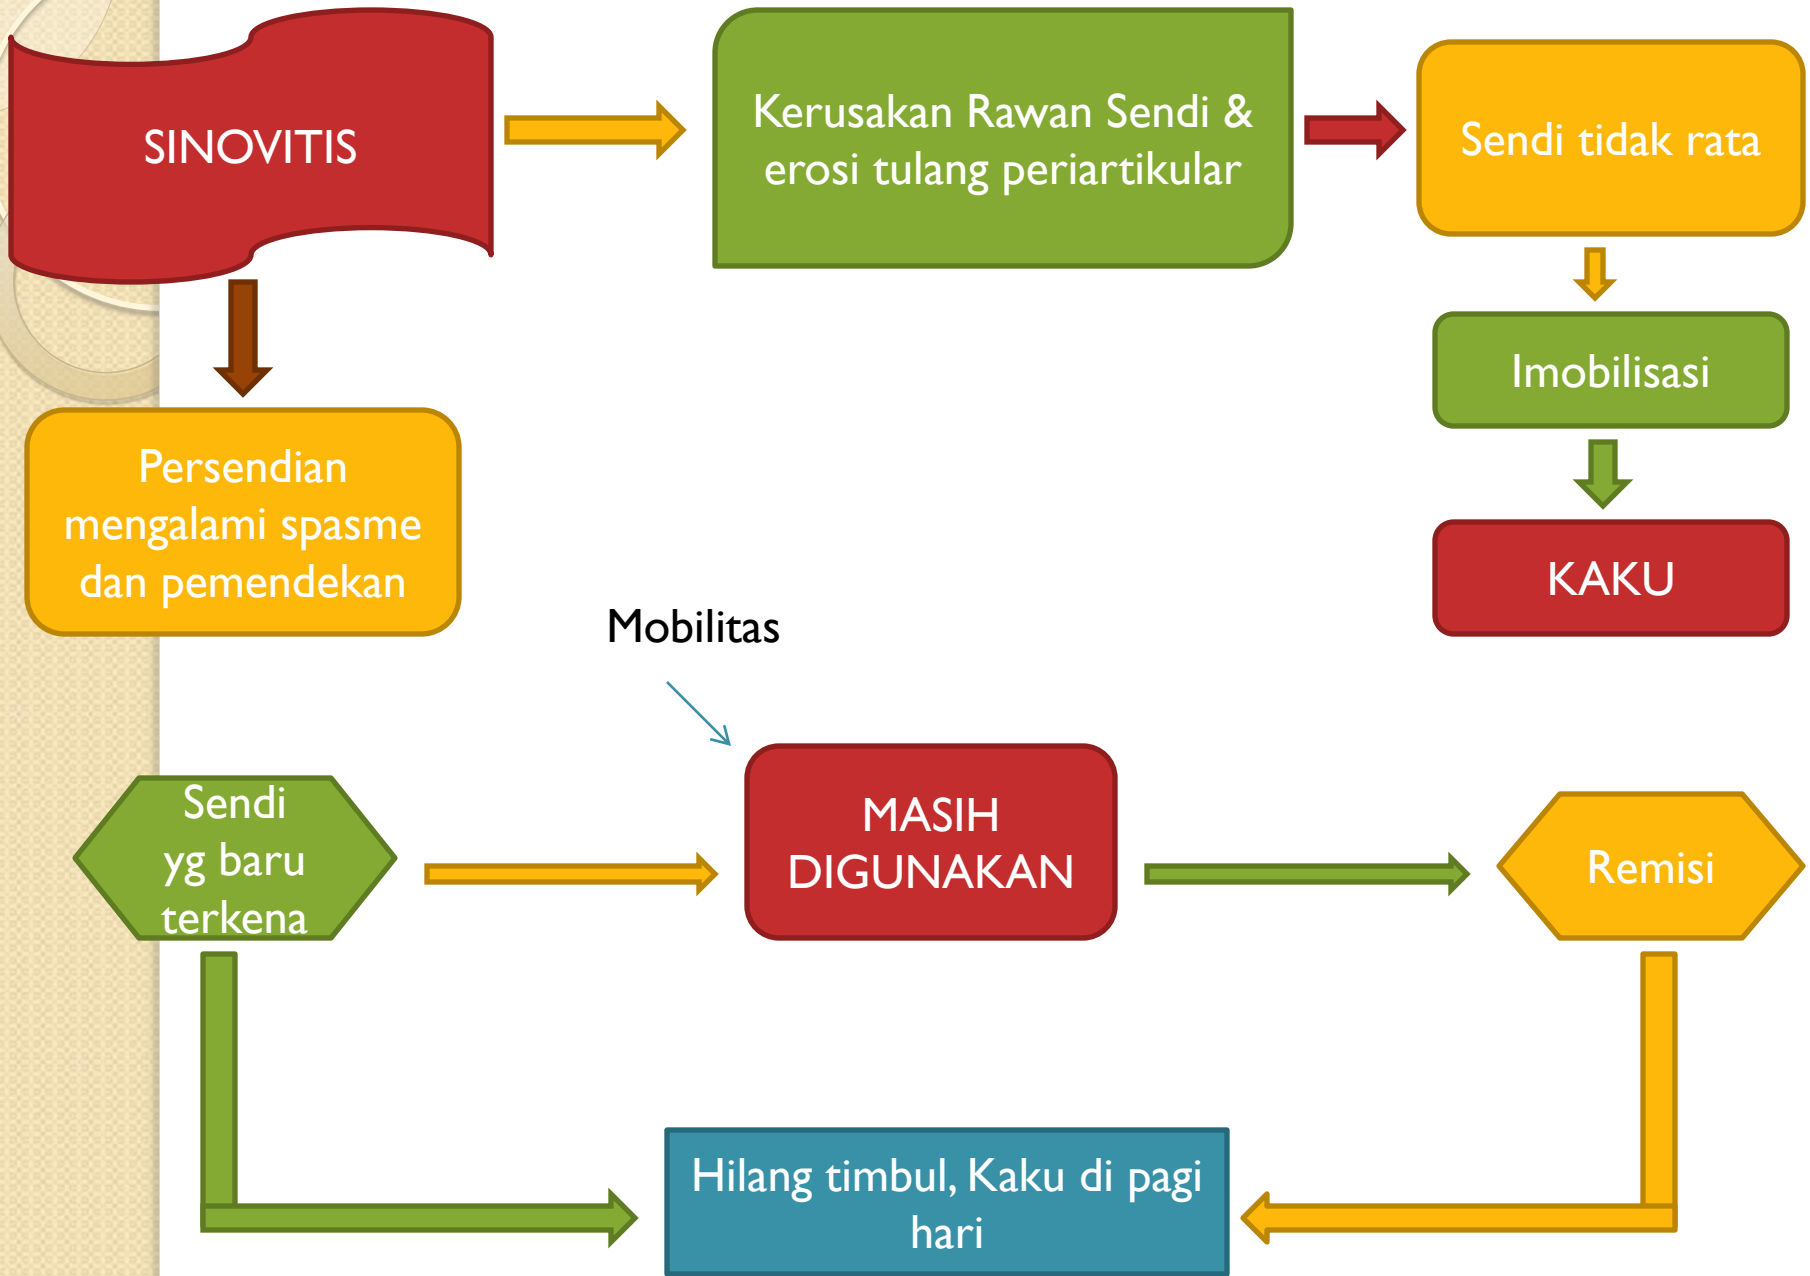 SINOVITIS
Kerusakan Rawan Sendi &
erosi tulang periartikular
Sendi tidak rata
Imobilisasi
KAKU
Persendian
mengalami spasme
dan pemendekan
Mobilitas
Sendi
yg baru
terkena
MASIH
DIGUNAKAN
Remisi
Hilang timbul, Kaku di pagi
hari